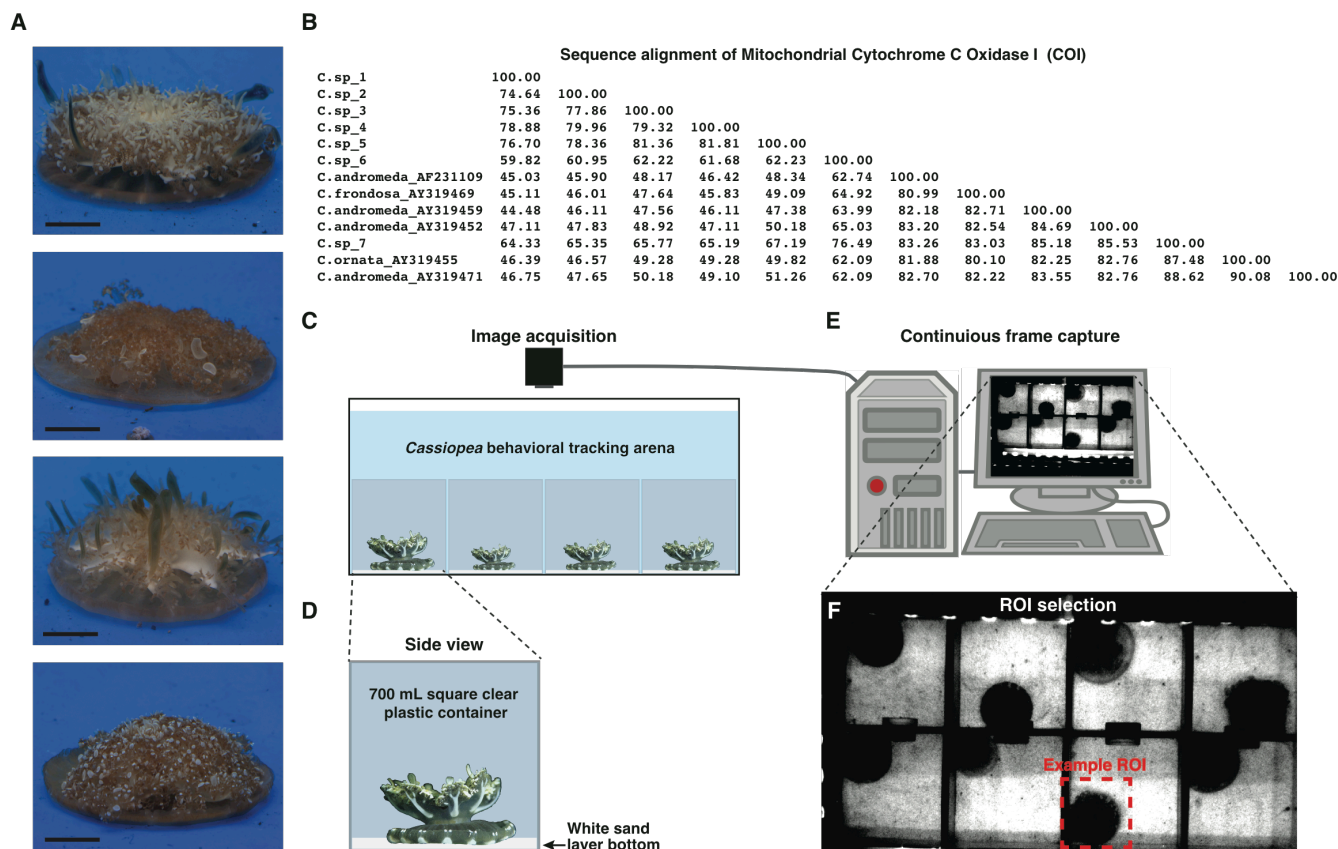 A
B
Sequence alignment of Mitochondrial Cytochrome C Oxidase I (COI)
C.sp_1 100.00
C.sp_2 74.64 100.00
C.sp_3 75.36 77.86 100.00
C.sp_4 78.88 79.96 79.32 100.00
C.sp_5 76.70 78.36 81.36 81.81 100.00
C.sp_6 59.82 60.95 62.22 61.68 62.23 100.00
C.andromeda_AF231109 45.03 45.90 48.17 46.42 48.34 62.74 100.00
C.frondosa_AY319469 45.11 46.01 47.64 45.83 49.09 64.92 80.99 100.00
C.andromeda_AY319459 44.48 46.11 47.56 46.11 47.38 63.99 82.18 82.71 100.00
C.andromeda_AY319452 47.11 47.83 48.92 47.11 50.18 65.03 83.20 82.54 84.69 100.00
C.sp_7 64.33 65.35 65.77 65.19 67.19 76.49 83.26 83.03 85.18 85.53 100.00
C.ornata_AY319455 46.39 46.57 49.28 49.28 49.82 62.09 81.88 80.10 82.25 82.76 87.48 100.00
C.andromeda_AY319471 46.75 47.65 50.18 49.10 51.26 62.09 82.70 82.22 83.55 82.76 88.62 90.08 100.00
C
Image acquisition
Cassiopea behavioral tracking arena
D
Side view
700 mL square clear
plastic container
White sand
layer bottom
E
Continuious frame capture
F
ROI selection
Example ROI